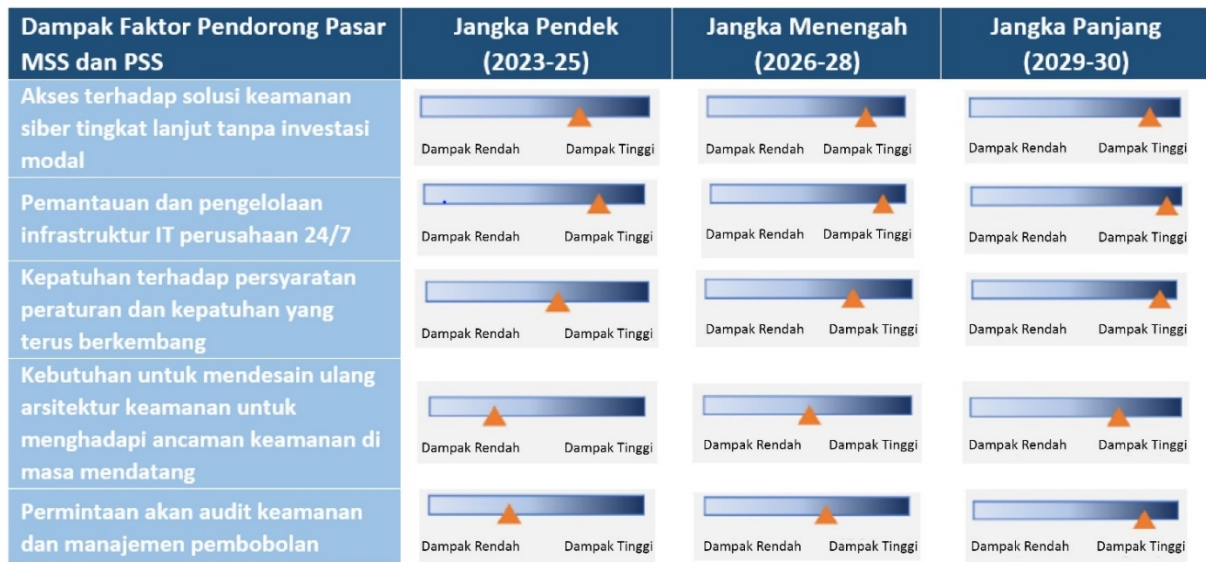 Dampak Faktor Pendorong Pasar
MSS dan PSS
Jangka Pendek
(2023-25)
Jangka Menengah
(2026-28)
Jangka Panjang
(2029-30)
Akses terhadap solusi keamanan
siber tingkat lanjut tanpa investasi
modal
Dampak Rendah Dampak Tinggi
Dampak Rendah Dampak Tinggi
Dampak Rendah Dampak Tinggi
Pemantauan dan pengelolaan
infrastruktur IT perusahaan 24/7
Dampak Rendah Dampak Tinggi
Dampak Rendah Dampak Tinggi
Dampak Rendah Dampak Tinggi
Kepatuhan terhadap persyaratan
peraturan dan kepatuhan yang
terus berkembang
Dampak Rendah Dampak Tinggi
Dampak Rendah Dampak Tinggi
Dampak Rendah Dampak Tinggi
Kebutuhan untuk mendesain ulang
arsitektur keamanan untuk
menghadapi ancaman keamanan di
masa mendatang
Dampak Rendah Dampak Tinggi
Dampak Rendah Dampak Tinggi
Dampak Rendah Dampak Tinggi
Permintaan akan audit keamanan
dan manajemen pembobolan
Dampak Rendah Dampak Tinggi
Dampak Rendah Dampak Tinggi
Dampak Rendah Dampak Tinggi